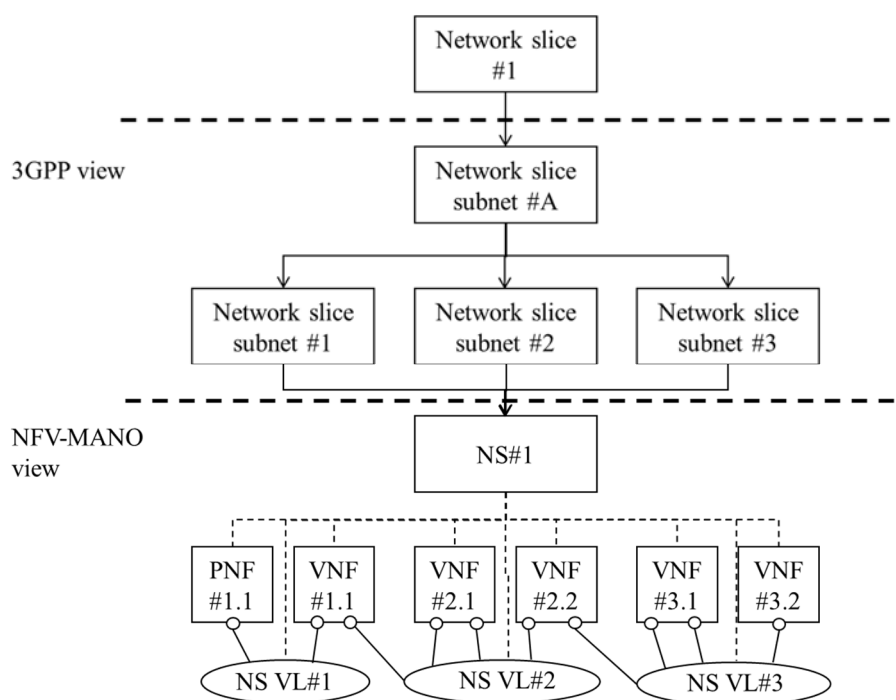 Network slice
#1
3GPP view
Network slice
subnet #A
Network slice
subnet #1
Network slice
subnet #2
Network slice
subnet #3
NFV-MANO
view
NS#1
PNF
#1.1
VNF
#1.1
VNF
#2.1
VNF
#2.2
VNF
#3.1
VNF
#3.2
NS VL#1
NS VL#2
NS VL#3